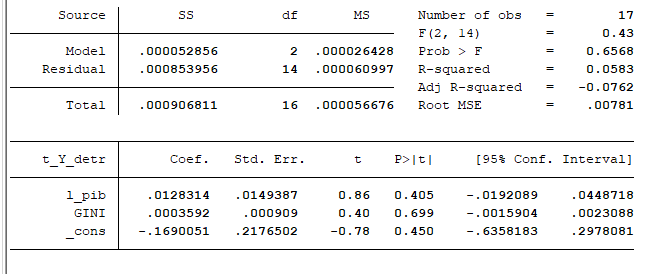 Source SS df MS Number of obs = 17
F(2, 14) = 0.43
Model .000052856 2 .000026428 Prob > F = 0.6568
Residual .000853956 14 .000060997 R-squared = 0.0583
Adj R-squared = -0.0762
Total .000906811 16 .000056676 Root MSE = .00781
t_Y_detr Coef. Std. Err. t P>|t| [95% Conf. Interval]
l_pib .0128314 .0149387 0.86 0.405 -.0192089 .0448718
GINI .0003592 .000909 0.40 0.699 -.0015904 .0023088
_cons -.1690051 .2176502 -0.78 0.450 -.6358183 .2978081